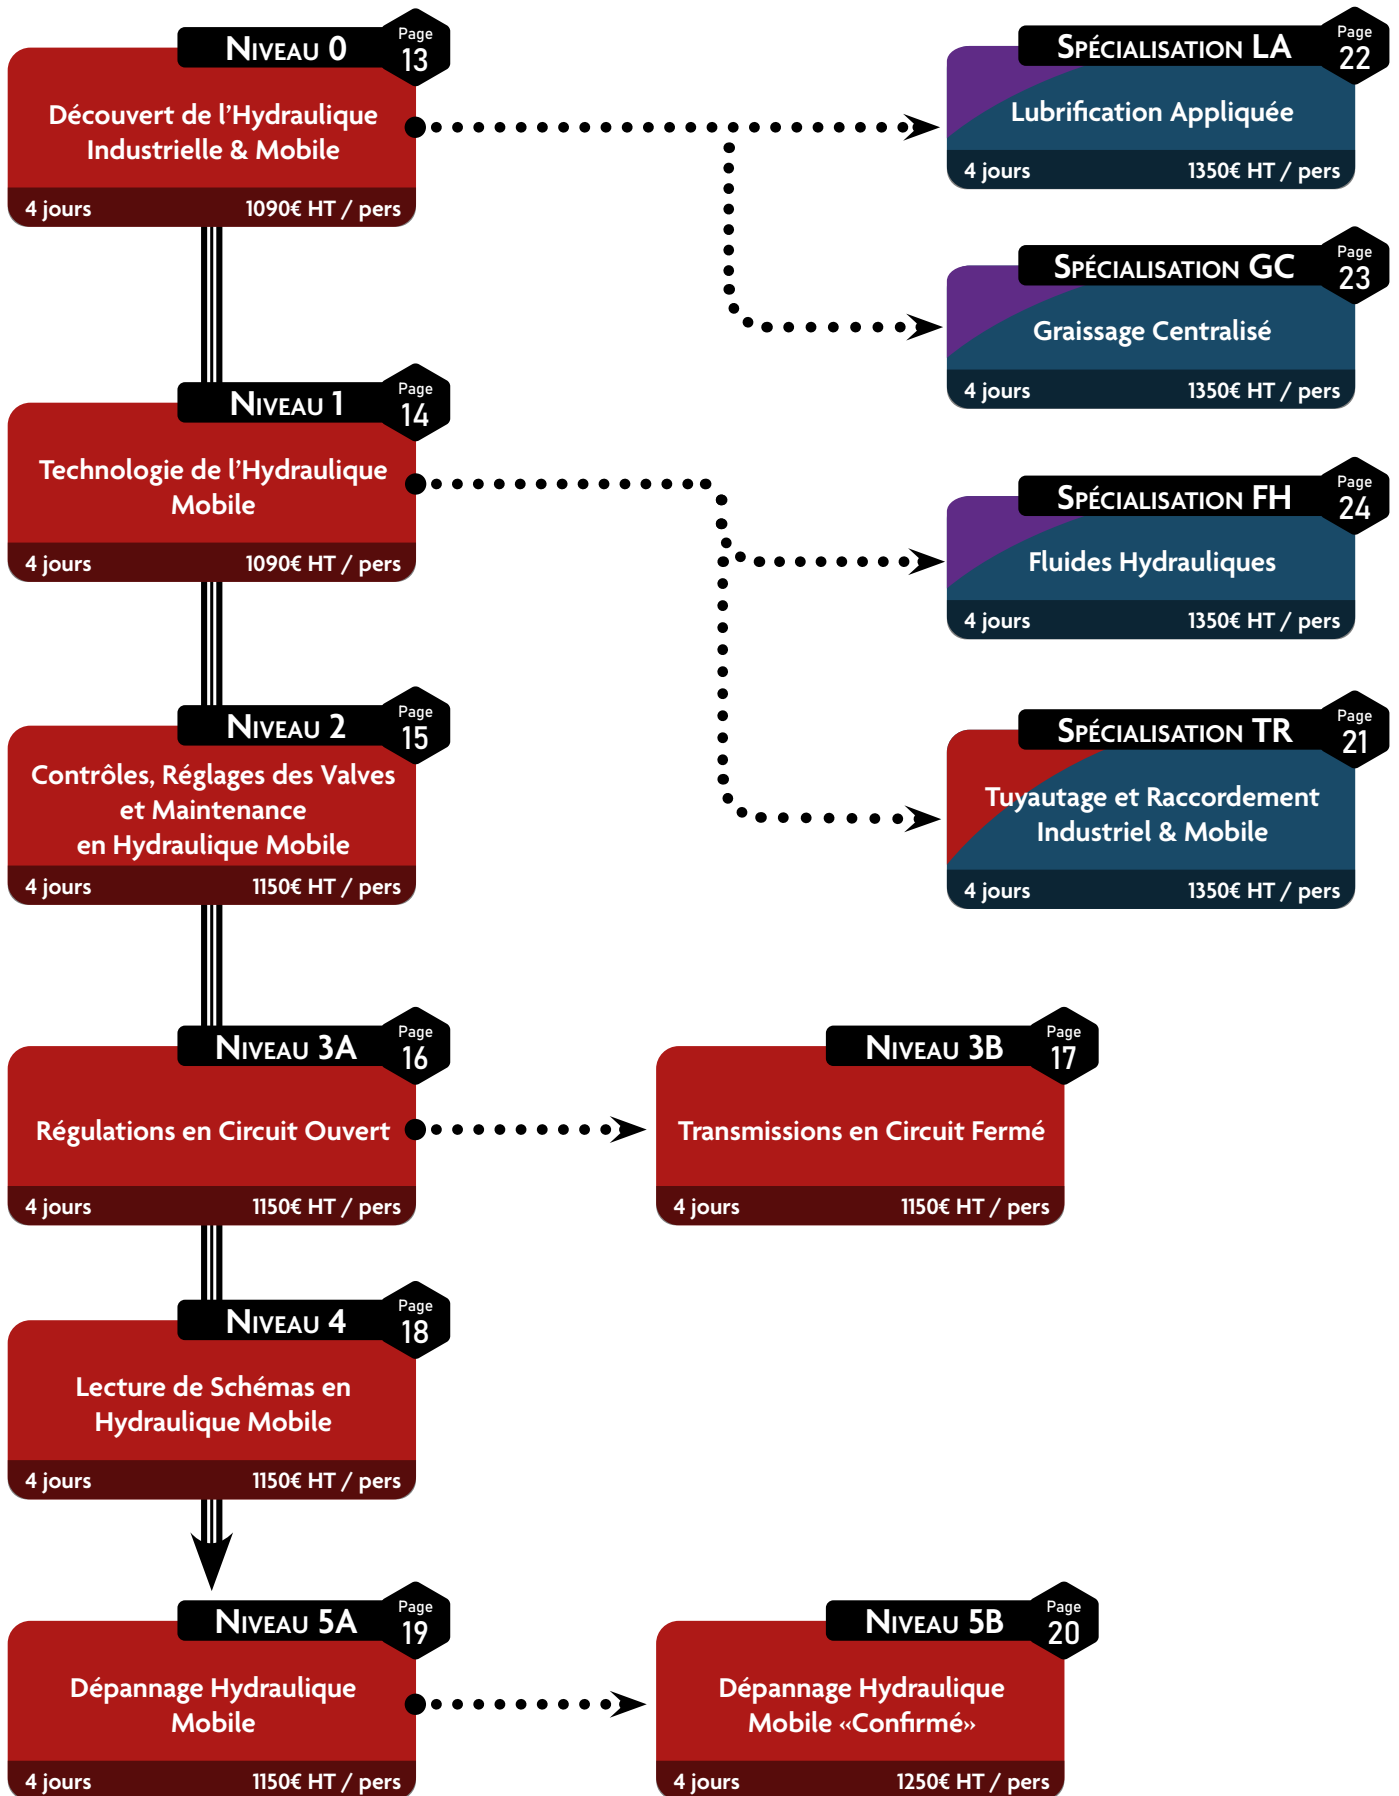 Niveau 0
Page
13
Découvert de l’Hydraulique
Industrielle & Mobile
4 jours 1090€ HT / pers
Spécialisation LA
Page
22
Lubrification Appliquée
4 jours 1350€ HT / pers
Spécialisation GC
Page
23
Graissage Centralisé
4 jours 1350€ HT / pers
Niveau 1
Page
14
Technologie de l’Hydraulique
Mobile
4 jours 1090€ HT / pers
Spécialisation FH
Page
24
Fluides Hydrauliques
4 jours 1350€ HT / pers
Niveau 2
Page
15
Contrôles, Réglages des Valves
et Maintenance
en Hydraulique Mobile
4 jours 1150€ HT / pers
Spécialisation TR
Page
21
Tuyautage et Raccordement
Industriel & Mobile
4 jours 1350€ HT / pers
Niveau 3A
Page
16
Régulations en Circuit Ouvert
4 jours 1150€ HT / pers
Niveau 3B
Page
17
Transmissions en Circuit Fermé
4 jours 1150€ HT / pers
Niveau 4
Page
18
Lecture de Schémas en
Hydraulique Mobile
4 jours 1150€ HT / pers
Niveau 5A
Page
19
Dépannage Hydraulique
Mobile
4 jours 1150€ HT / pers
Niveau 5B
Page
20
Dépannage Hydraulique
Mobile «Confirmé»
4 jours 1250€ HT / pers